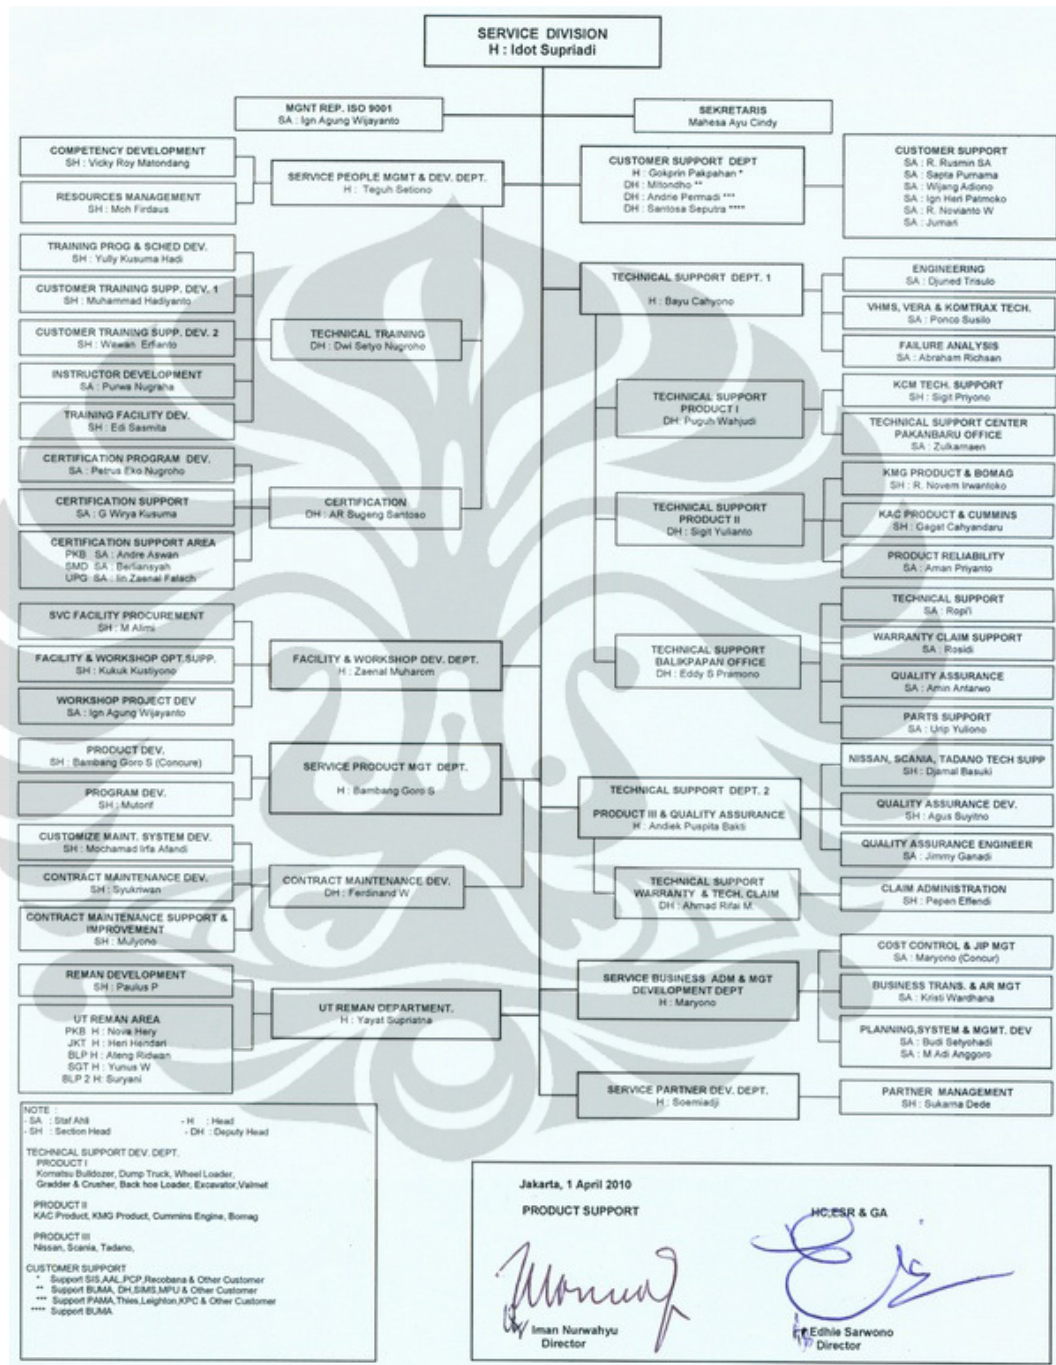 SERVICE DIVISION
H : Idot Supriadi
MGNT REP. ISO 9001
SA : Ign Agung Wijayanto
SEKRETARIS
Mahesa Ayu Cindy
COMPETENCY DEVELOPMENT
SH : Vicky Roy Matondang
RESOURCES MANAGEMENT
SH : Moh Firdaus
SERVICE PEOPLE MGMT & DEV. DEPT.
H : Teguh Setiono
TRAINING PROG & SCHED DEV.
SH : Yully Kusuma Hadi
CUSTOMER TRAINING SUPP. DEV. 1
SH : Muhammad Hadiyanto
CUSTOMER TRAINING SUPP. DEV. 2
SH : Wawan Erfianto
INSTRUCTOR DEVELOPMENT
SA : Purwa Nugraha
TRAINING FACILITY DEV.
SH : Edi Sasmita
TECHNICAL TRAINING
DH : Dwi Setyo Nugroho
CERTIFICATION PROGRAM DEV.
SA : Petrus Eko Nugroho
CERTIFICATION SUPPORT
SA : G Wirya Kusuma
CERTIFICATION SUPPORT AREA
PKB SA : Andre Aswan
SMD SA : Berliansyah
UPG SA : Iin Zaenal Falach
CERTIFICATION
DH : AR Sugeng Santoso
SVC FACILITY PROCUREMENT
SH : M Alimi
FACILITY & WORKSHOP OPT.SUPP.
SH : Kukuk Kustiyono
WORKSHOP PROJECT DEV
SA : Ign Agung Wijayanto
FACILITY & WORKSHOP DEV. DEPT.
H : Zaenal Muharom
PRODUCT DEV.
SH : Bambang Goro S (Concure)
PROGRAM DEV.
SH : Mutorif
SERVICE PRODUCT MGT DEPT.
H : Bambang Goro S
CUSTOMIZE MAINT. SYSTEM DEV.
SH : Mochamad Irfa Afandi
CONTRACT MAINTENANCE DEV.
SH : Syukriwan
CONTRACT MAINTENANCE SUPPORT &
IMPROVEMENT
SH : Mulyono
CONTRACT MAINTENANCE DEV.
DH : Ferdinand W
REMAN DEVELOPMENT
SH : Paulus P
UT REMAN AREA
PKB H : Nova Hery
JKT H : Heri Hendari
BLP H : Ateng Ridwan
SGT H : Yunus W
BLP 2 H: Suryani
UT REMAN DEPARTMENT.
H : Yayat Supriatna
CUSTOMER SUPPORT DEPT
H : Gokprin Pakpahan *
DH : Mitondho **
DH : Andrie Permadi ***
DH : Santosa Seputra ****
CUSTOMER SUPPORT
SA : R. Rusmin SA
SA : Sapta Purnama
SA : Wijang Adiono
SA : Ign Heri Patmoko
SA : R. Novianto W
SA : Jumari
TECHNICAL SUPPORT DEPT. 1
H : Bayu Cahyono
ENGINEERING
SA : Djuned Trisulo
VHMS, VERA & KOMTRAX TECH.
SA : Ponco Susilo
FAILURE ANALYSIS
SA : Abraham Richsan
TECHNICAL SUPPORT
PRODUCT I
DH: Puguh Wahjudi
KCM TECH. SUPPORT
SH : Sigit Priyono
TECHNICAL SUPPORT CENTER
PAKANBARU OFFICE
SA : Zulkarnaen
TECHNICAL SUPPORT
PRODUCT II
DH : Sigit Yulianto
KMG PRODUCT & BOMAG
SH : R. Novem Irwantoko
KAC PRODUCT & CUMMINS
SH : Gagat Cahyandaru
PRODUCT RELIABILITY
SA : Aman Priyanto
TECHNICAL SUPPORT
BALIKPAPAN OFFICE
DH : Eddy S Pramono
TECHNICAL SUPPORT
SA : Ropi'i
WARRANTY CLAIM SUPPORT
SA : Rosidi
QUALITY ASSURANCE
SA : Amin Antarwo
PARTS SUPPORT
SA : Urip Yuliono
TECHNICAL SUPPORT DEPT. 2
PRODUCT III & QUALITY ASSURANCE
H : Andiek Puspita Bakti
NISSAN, SCANIA, TADANO TECH SUPP
SH : Djamal Basuki
QUALITY ASSURANCE DEV.
SH : Agus Suyitno
QUALITY ASSURANCE ENGINEER
SA : Jimmy Ganadi
TECHNICAL SUPPORT
WARRANTY & TECH. CLAIM
DH : Ahmad Rifai M.
CLAIM ADMINISTRATION
SH : Pepen Effendi
SERVICE BUSINESS ADM & MGT
DEVELOPMENT DEPT
H : Maryono
COST CONTROL & JIP MGT
SA : Maryono (Concur)
BUSINESS TRANS. & AR MGT
SA : Kristi Wardhana
PLANNING,SYSTEM & MGMT. DEV
SA : Budi Setyohadi
SA : M Adi Anggoro
SERVICE PARTNER DEV. DEPT.
H : Soemiadji
PARTNER MANAGEMENT
SH : Sukarna Dede
NOTE :
- SA : Staf Ahli - H : Head
- SH : Section Head - DH : Deputy Head
TECHNICAL SUPPORT DEV. DEPT.
PRODUCT I
Komatsu Bulldozer, Dump Truck, Wheel Loader,
Gradder & Crusher, Back hoe Loader, Excavator,Valmet
PRODUCT II
KAC Product, KMG Product, Cummins Engine, Bomag
PRODUCT III
Nissan, Scania, Tadano,
CUSTOMER SUPPORT
* Support SIS,AAL,PCP,Recobana & Other Customer
** Support BUMA, DH,SIMS,MPU & Other Customer
*** Support PAMA,Thies,Leighton,KPC & Other Customer
**** Support BUMA
Jakarta, 1 April 2010
PRODUCT SUPPORT
HC,ESR & GA
Iman Nurwahyu
Director
Edhie Sarwono
Director